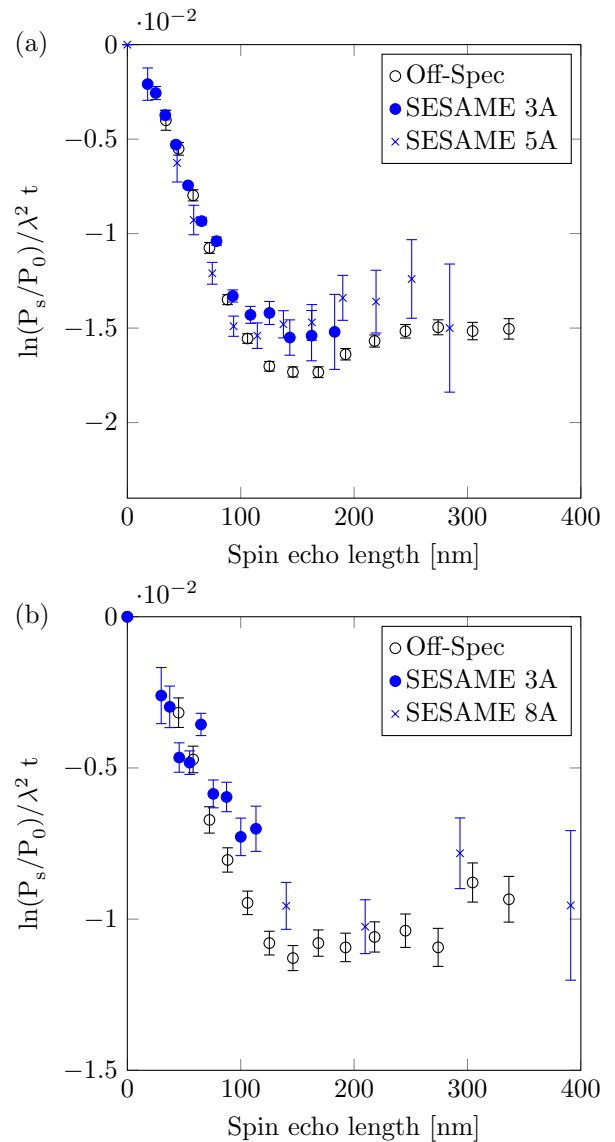 (a)
·10⁻²
0
−0.5
−1
−1.5
−2
ln(Pₛ/P₀)/λ² t
0 100 200 300 400
Spin echo length [nm]
Off-Spec
SESAME 3A
SESAME 5A
(b)
·10⁻²
0
−0.5
−1
−1.5
ln(Pₛ/P₀)/λ² t
0 100 200 300 400
Spin echo length [nm]
Off-Spec
SESAME 3A
SESAME 8A